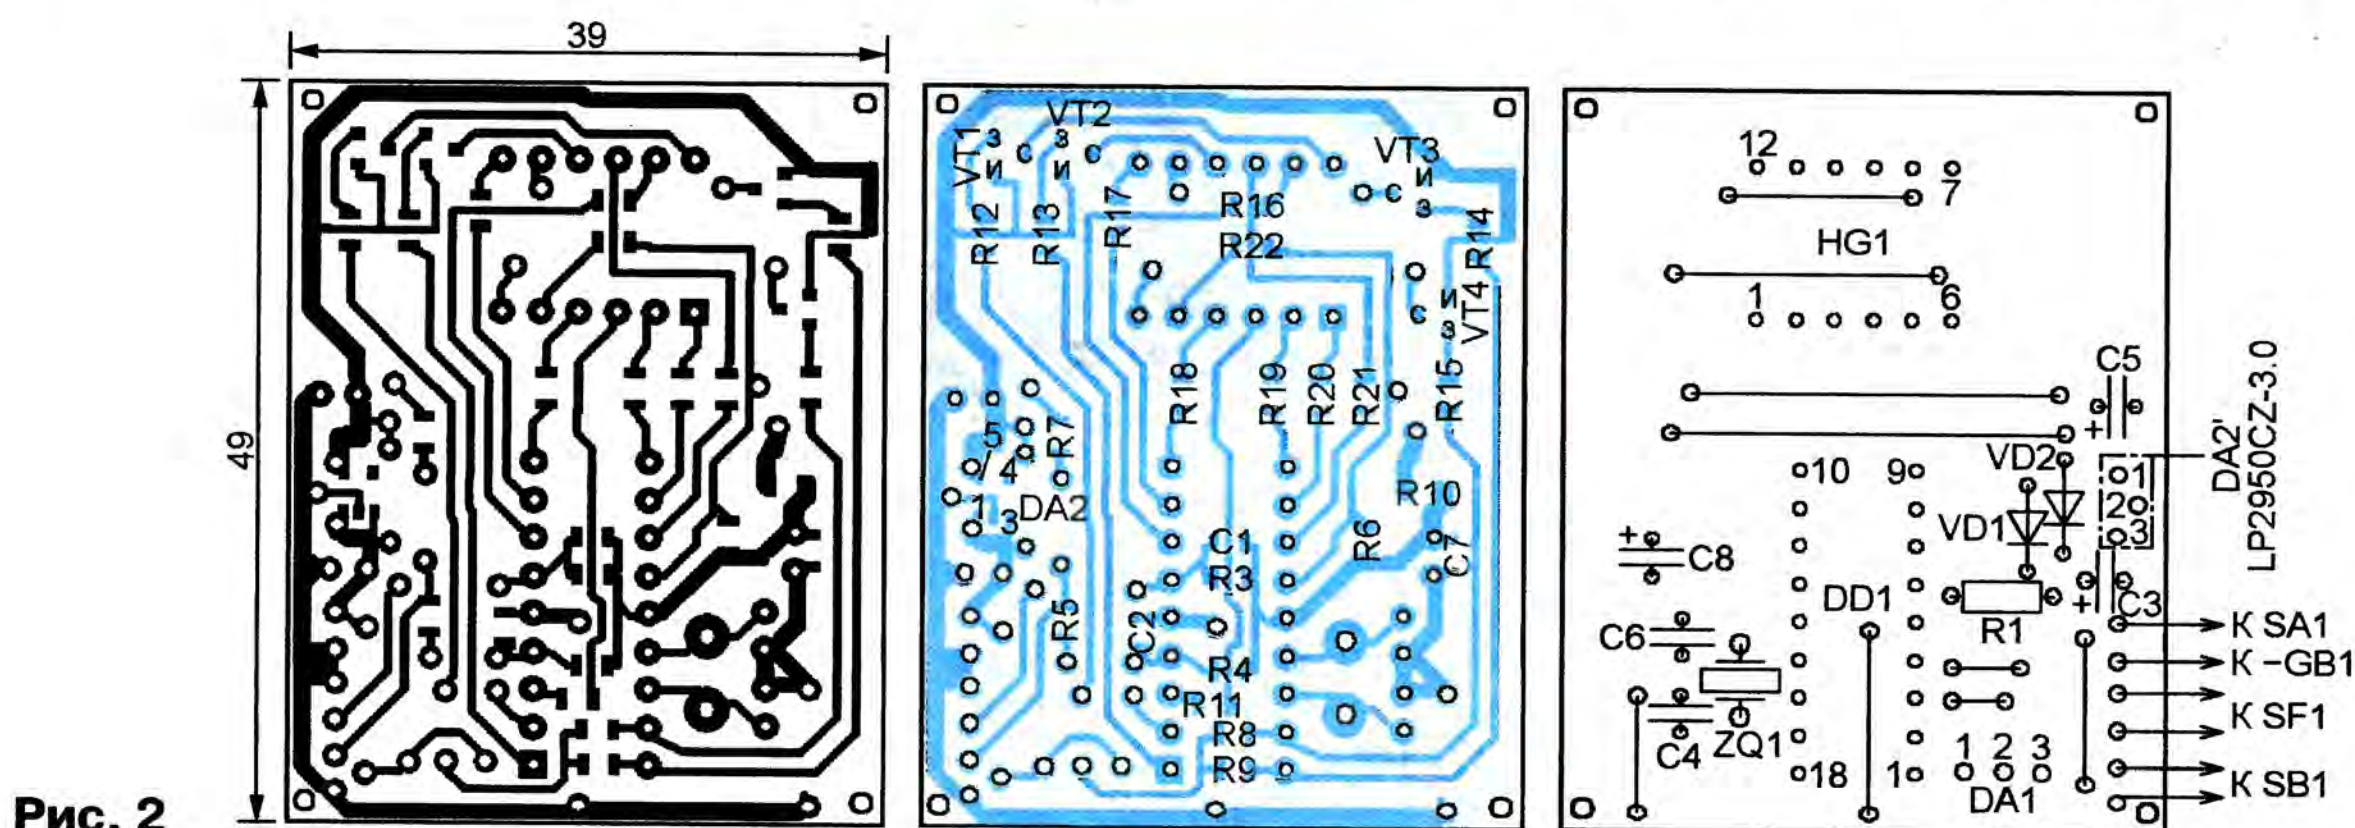 39
49
Рис. 2
VT1
з
и
с
VT2
з
и
с
VT3
и
с
з
R12
R13
R17
R16
R22
R14
и
с
з
VT4
R18
R19
R20
R21
R15
5
4
R7
1
3
DA2
R10
R6
C7
C1
R3
R5
C2
R4
R11
R8
R9
12
7
HG1
1
6
C5
+
DA2'
LP2950CZ-3.0
10
9
VD2
1
2
3
VD1
+
C8
DD1
R1
+
C3
C6
C4
ZQ1
18
1
1 2 3
DA1
К SA1
К –GB1
К SF1
К SB1